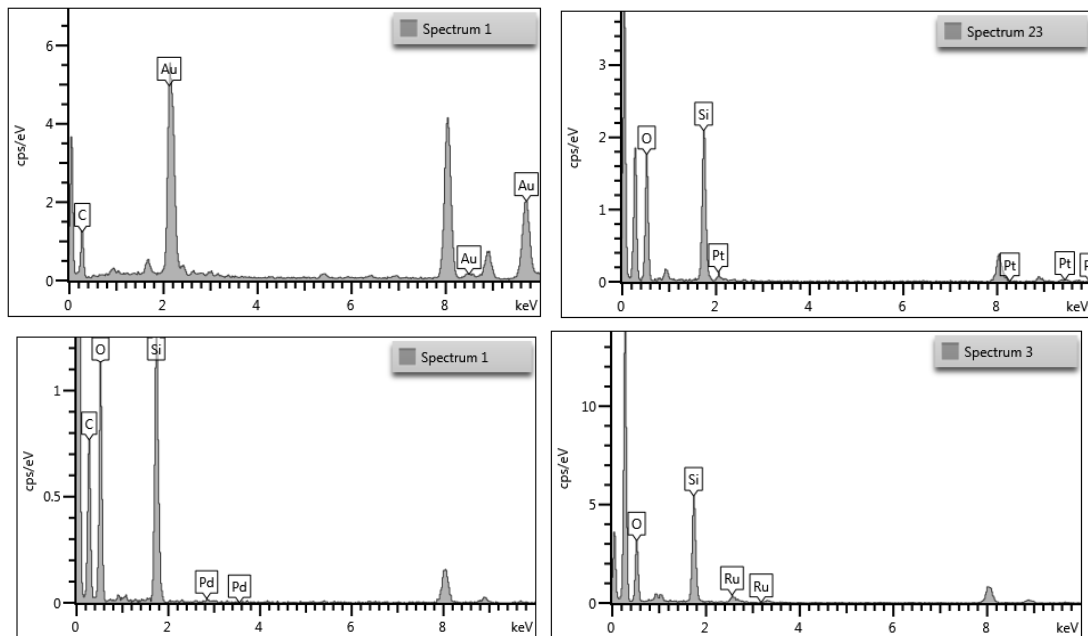 Spectrum 1
6
4
2
0
cps/eV
Au
C
Au
Au
0 2 4 6 8 keV
Spectrum 23
3
2
1
0
cps/eV
O
Si
Pt
Pt
Pt
P
0 2 4 6 8 keV
Spectrum 1
1
0.5
0
cps/eV
O
Si
C
Pd
Pd
0 2 4 6 8 keV
Spectrum 3
10
5
0
cps/eV
Si
O
Ru
Ru
0 2 4 6 8 keV